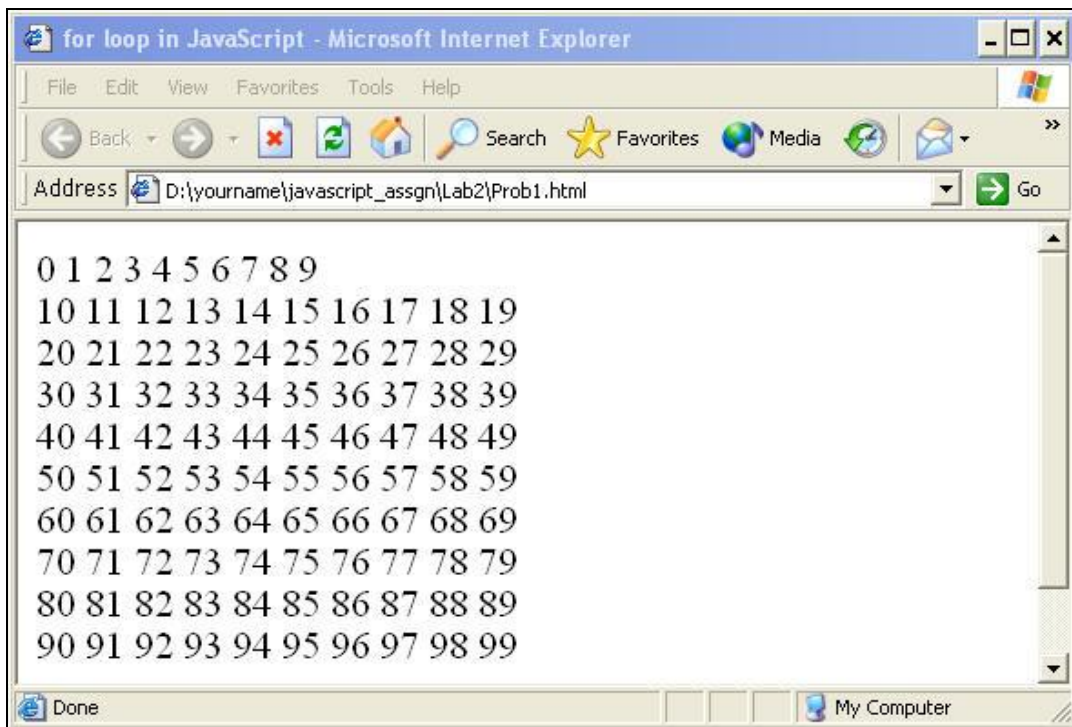 for loop in JavaScript - Microsoft Internet Explorer
File Edit View Favorites Tools Help
Back Search Favorites Media »
Address D:\yourname\javascript_assgn\Lab2\Prob1.html Go
0 1 2 3 4 5 6 7 8 9
10 11 12 13 14 15 16 17 18 19
20 21 22 23 24 25 26 27 28 29
30 31 32 33 34 35 36 37 38 39
40 41 42 43 44 45 46 47 48 49
50 51 52 53 54 55 56 57 58 59
60 61 62 63 64 65 66 67 68 69
70 71 72 73 74 75 76 77 78 79
80 81 82 83 84 85 86 87 88 89
90 91 92 93 94 95 96 97 98 99
Done My Computer